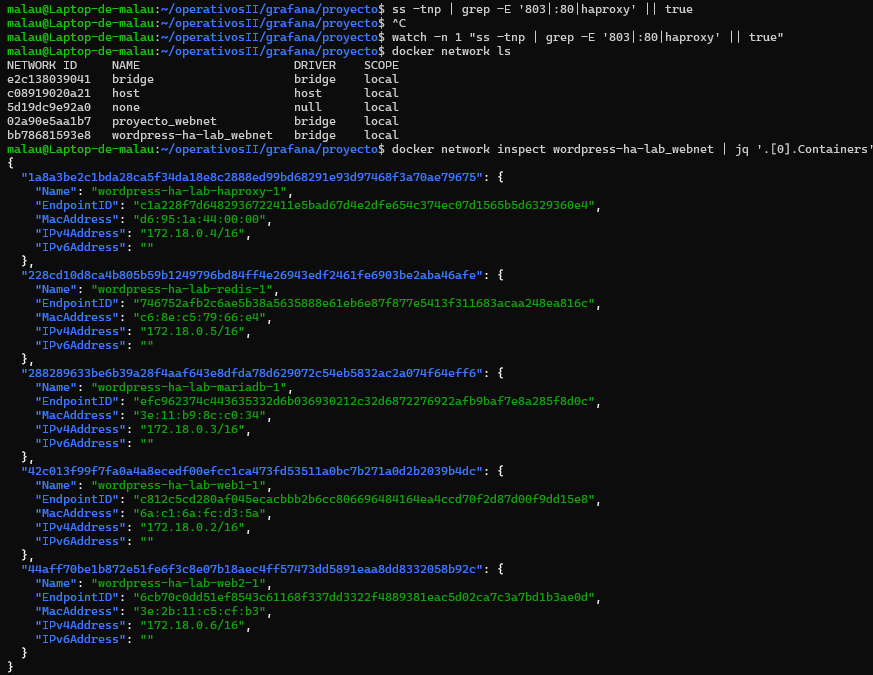 malau@Laptop-de-malau:~/operativosII/grafana/proyecto$ ss -tnp | grep -E '803|:80|haproxy' || true
malau@Laptop-de-malau:~/operativosII/grafana/proyecto$ ^C
malau@Laptop-de-malau:~/operativosII/grafana/proyecto$ watch -n 1 "ss -tnp | grep -E '803|:80|haproxy' || true"
malau@Laptop-de-malau:~/operativosII/grafana/proyecto$ docker network ls
NETWORK ID     NAME                    DRIVER    SCOPE
e2c138039041   bridge                  bridge    local
c08919020a21   host                    host      local
5d19dc9e92a0   none                    null      local
02a90e5aa1b7   proyecto_webnet         bridge    local
bb78681593e8   wordpress-ha-lab_webnet   bridge    local
malau@Laptop-de-malau:~/operativosII/grafana/proyecto$ docker network inspect wordpress-ha-lab_webnet | jq '.[0].Containers'
{
  "1a8a3be2c1bda28ca5f34da18e8c2888ed99bd68291e93d97468f3a70ae79675": {
    "Name": "wordpress-ha-lab-haproxy-1",
    "EndpointID": "c1a228f7d6482936722411e5bad67d4e2dfe654c374ec07d1565b5d6329360e4",
    "MacAddress": "d6:95:1a:44:00:00",
    "IPv4Address": "172.18.0.4/16",
    "IPv6Address": ""
  },
  "228cd10d8ca4b805b59b1249796bd84ff4e26943edf2461fe6903be2aba46afe": {
    "Name": "wordpress-ha-lab-redis-1",
    "EndpointID": "746752afb2c6ae5b38a5635888e61eb6e87f877e5413f311683acaa248ea816c",
    "MacAddress": "c6:8e:c5:79:66:e4",
    "IPv4Address": "172.18.0.5/16",
    "IPv6Address": ""
  },
  "288289633be6b39a28f4aaf643e8dfda78d629072c54eb5832ac2a074f64eff6": {
    "Name": "wordpress-ha-lab-mariadb-1",
    "EndpointID": "efc962374c443635332d6b036930212c32d6872276922afb9baf7e8a285f8d0c",
    "MacAddress": "3e:11:b9:8c:c0:34",
    "IPv4Address": "172.18.0.3/16",
    "IPv6Address": ""
  },
  "42c013f99f7fa0a4a8ecedf00efcc1ca473fd53511a0bc7b271a0d2b2039b4dc": {
    "Name": "wordpress-ha-lab-web1-1",
    "EndpointID": "c812c5cd280af045ecacbbb2b6cc806696484164ea4ccd70f2d87d00f9dd15e8",
    "MacAddress": "6a:c1:6a:fc:d3:5a",
    "IPv4Address": "172.18.0.2/16",
    "IPv6Address": ""
  },
  "44aff70be1b872e51fe6f3c8e07b18aec4ff57473dd5891eaa8dd8332058b92c": {
    "Name": "wordpress-ha-lab-web2-1",
    "EndpointID": "6cb70c0dd51ef8543c61168f337dd3322f4889381eac5d02ca7c3a7bd1b3ae0d",
    "MacAddress": "3e:2b:11:c5:cf:b3",
    "IPv4Address": "172.18.0.6/16",
    "IPv6Address": ""
  }
}